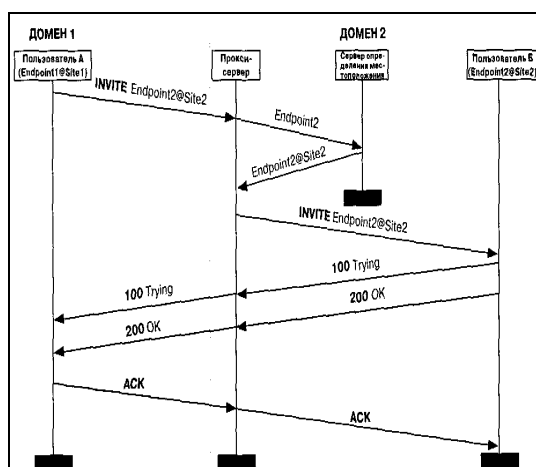 ДОМЕН 1
ДОМЕН 2
Пользователь А
(Endpoint1@Site1)
Прокси-
сервер
Сервер опре-
деления мес-
тоположения
Пользователь Б
(Endpoint2@Site2)
INVITE Endpoint2@Site2
Endpoint2
Endpoint2@Site2
INVITE Endpoint2@Site2
100 Trying
100 Trying
200 OK
200 OK
ACK
ACK